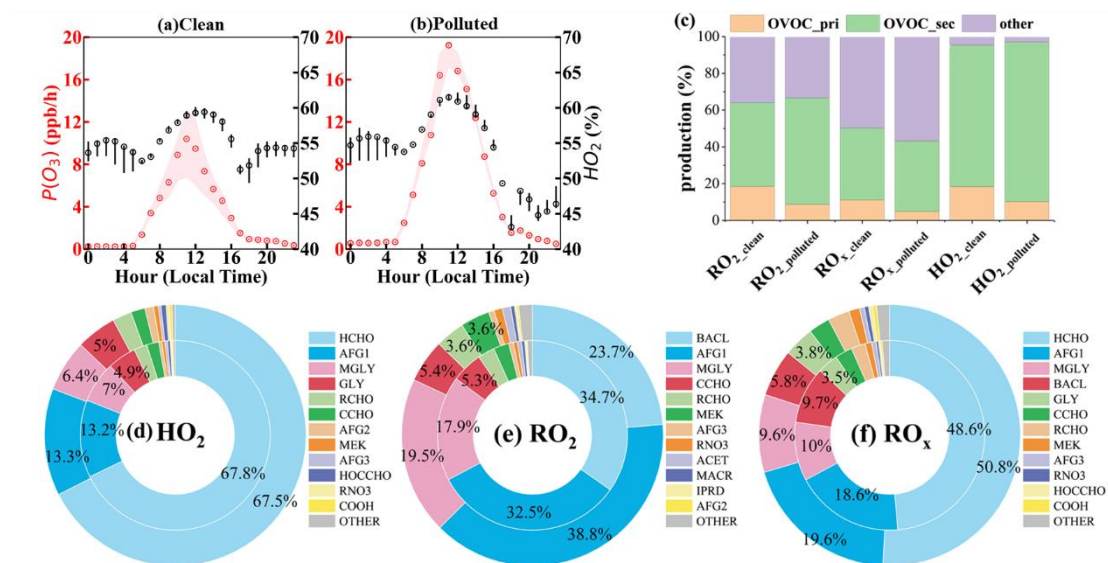 (a)Clean
(b)Polluted
(c)
OVOC_pri OVOC_sec other
P(O3) (ppb/h)
0 4 8 12 16 20
0 4 8 12 16 20
40 45 50 55 60 65 70
40 45 50 55 60 65 70
HO2 (%)
0 10 20
0 10 20
Hour (Local Time)
Hour (Local Time)
production (%)
0 20 40 60 80 100
RO2_clean
RO2_polluted
ROx_clean
ROx_polluted
HO2_clean
HO2_polluted
(d) HO2
5%
6.4%
4.9%
7%
13.2%
13.3%
67.8%
67.5%
HCHO
AFG1
MGLY
GLY
RCHO
CCHO
AFG2
MEK
AFG3
HOCCHO
RNO3
COOH
OTHER
(e) RO2
3.6%
3.6%
5.4%
5.3%
23.7%
34.7%
17.9%
19.5%
32.5%
38.8%
BACL
AFG1
MGLY
CCHO
RCHO
MEK
AFG3
RNO3
ACET
MACR
IPRD
AFG2
OTHER
(f) ROx
3.8%
3.5%
5.8%
9.7%
9.6%
10%
48.6%
50.8%
18.6%
19.6%
HCHO
AFG1
MGLY
BACL
GLY
CCHO
RCHO
MEK
AFG3
RNO3
HOCCHO
COOH
OTHER